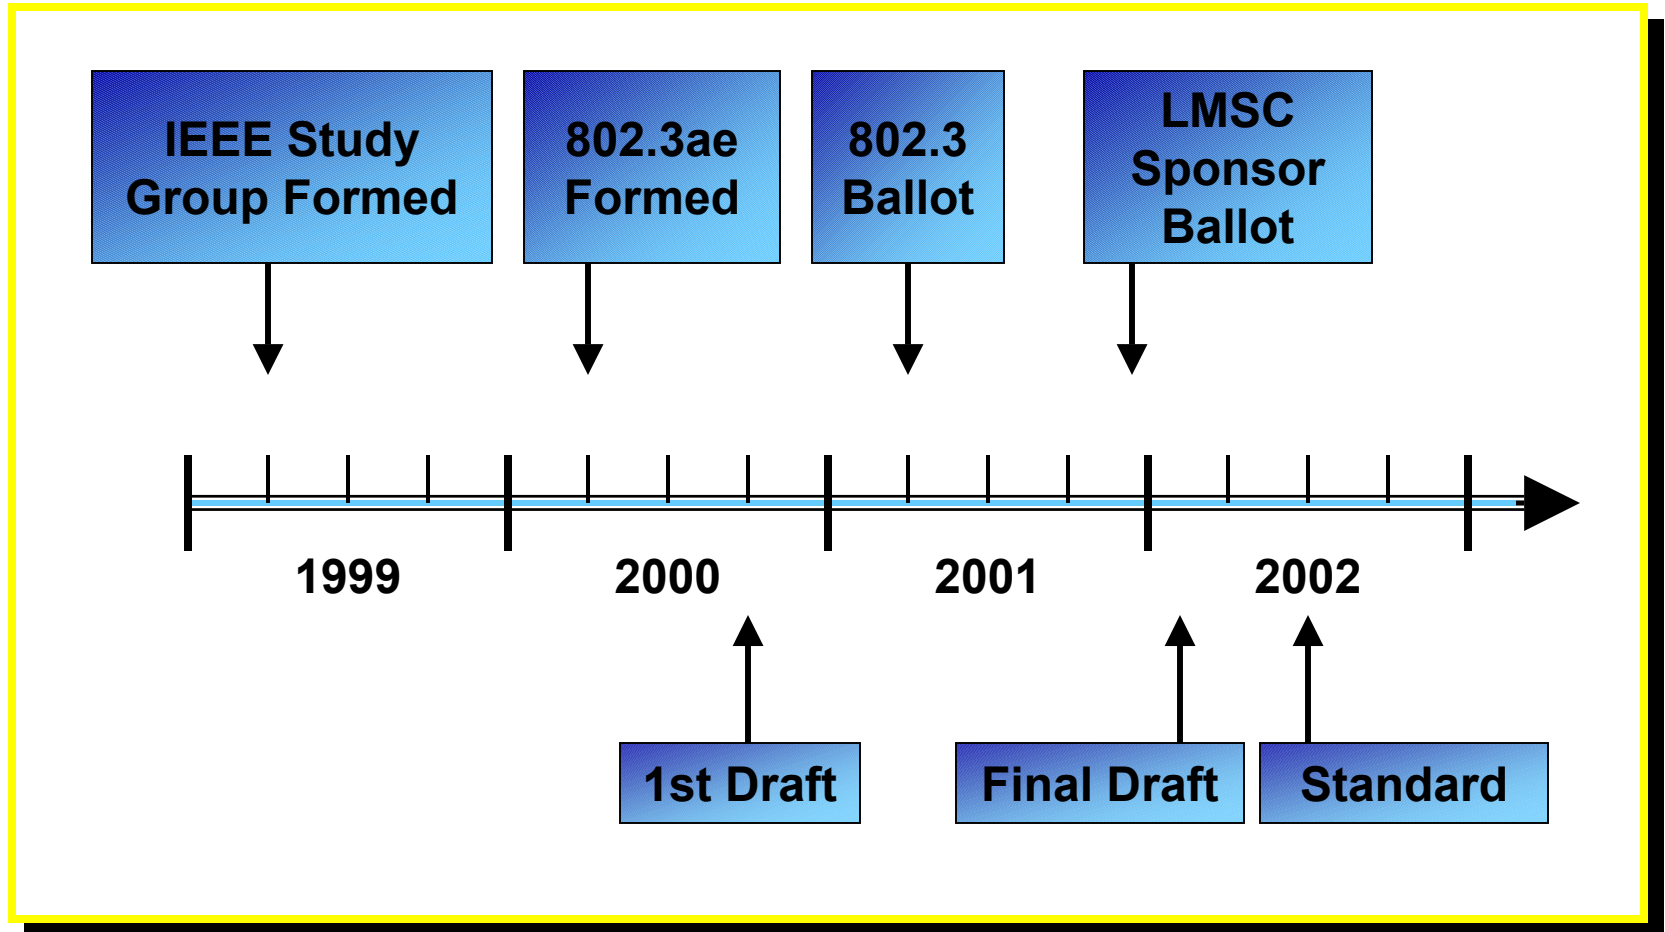 IEEE Study
Group Formed
802.3ae
Formed
802.3
Ballot
LMSC
Sponsor
Ballot
1999
2000
2001
2002
1st Draft
Final Draft
Standard